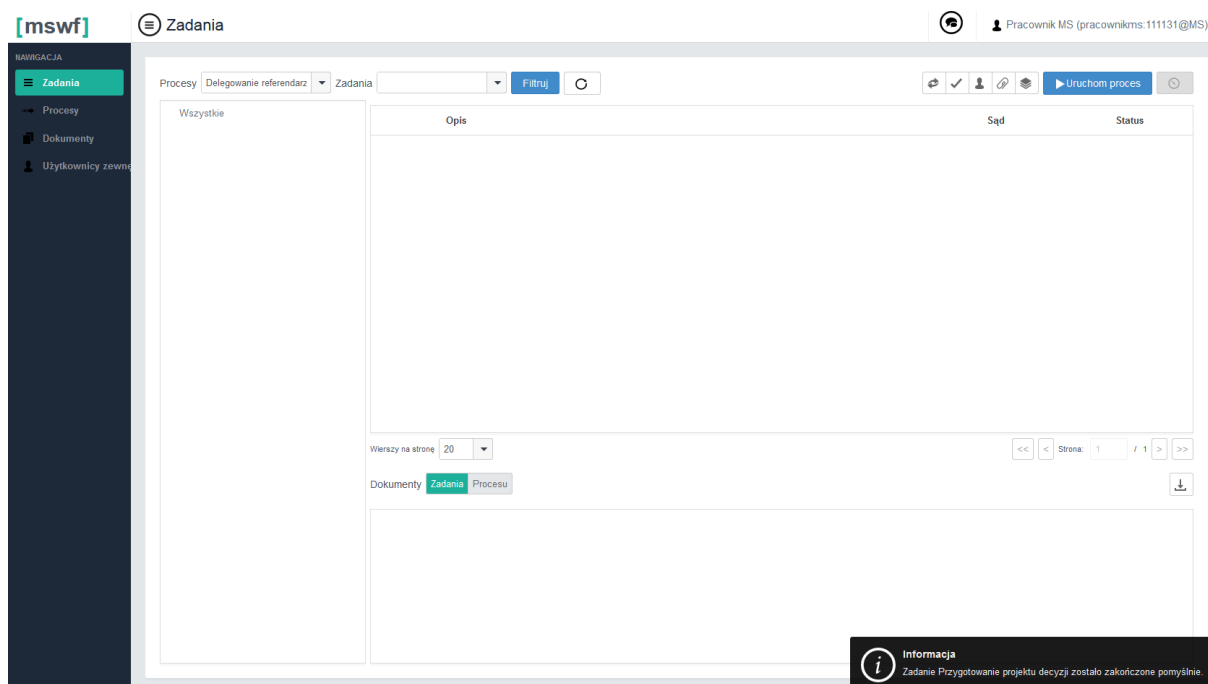 [mswf]
Zadania
Pracownik MS (pracownikms:111131@MS)
NAWIGACJA
Zadania
Procesy
Dokumenty
Użytkownicy zewnę
Procesy Delegowanie referendarz Zadania Filtruj Uruchom proces
Wszystkie
Opis Sąd Status
Wierszy na stronę 20 << < Strona: 1 / 1 > >>
Dokumenty Zadania Procesu
Informacja
Zadanie Przygotowanie projektu decyzji zostało zakończone pomyślnie.